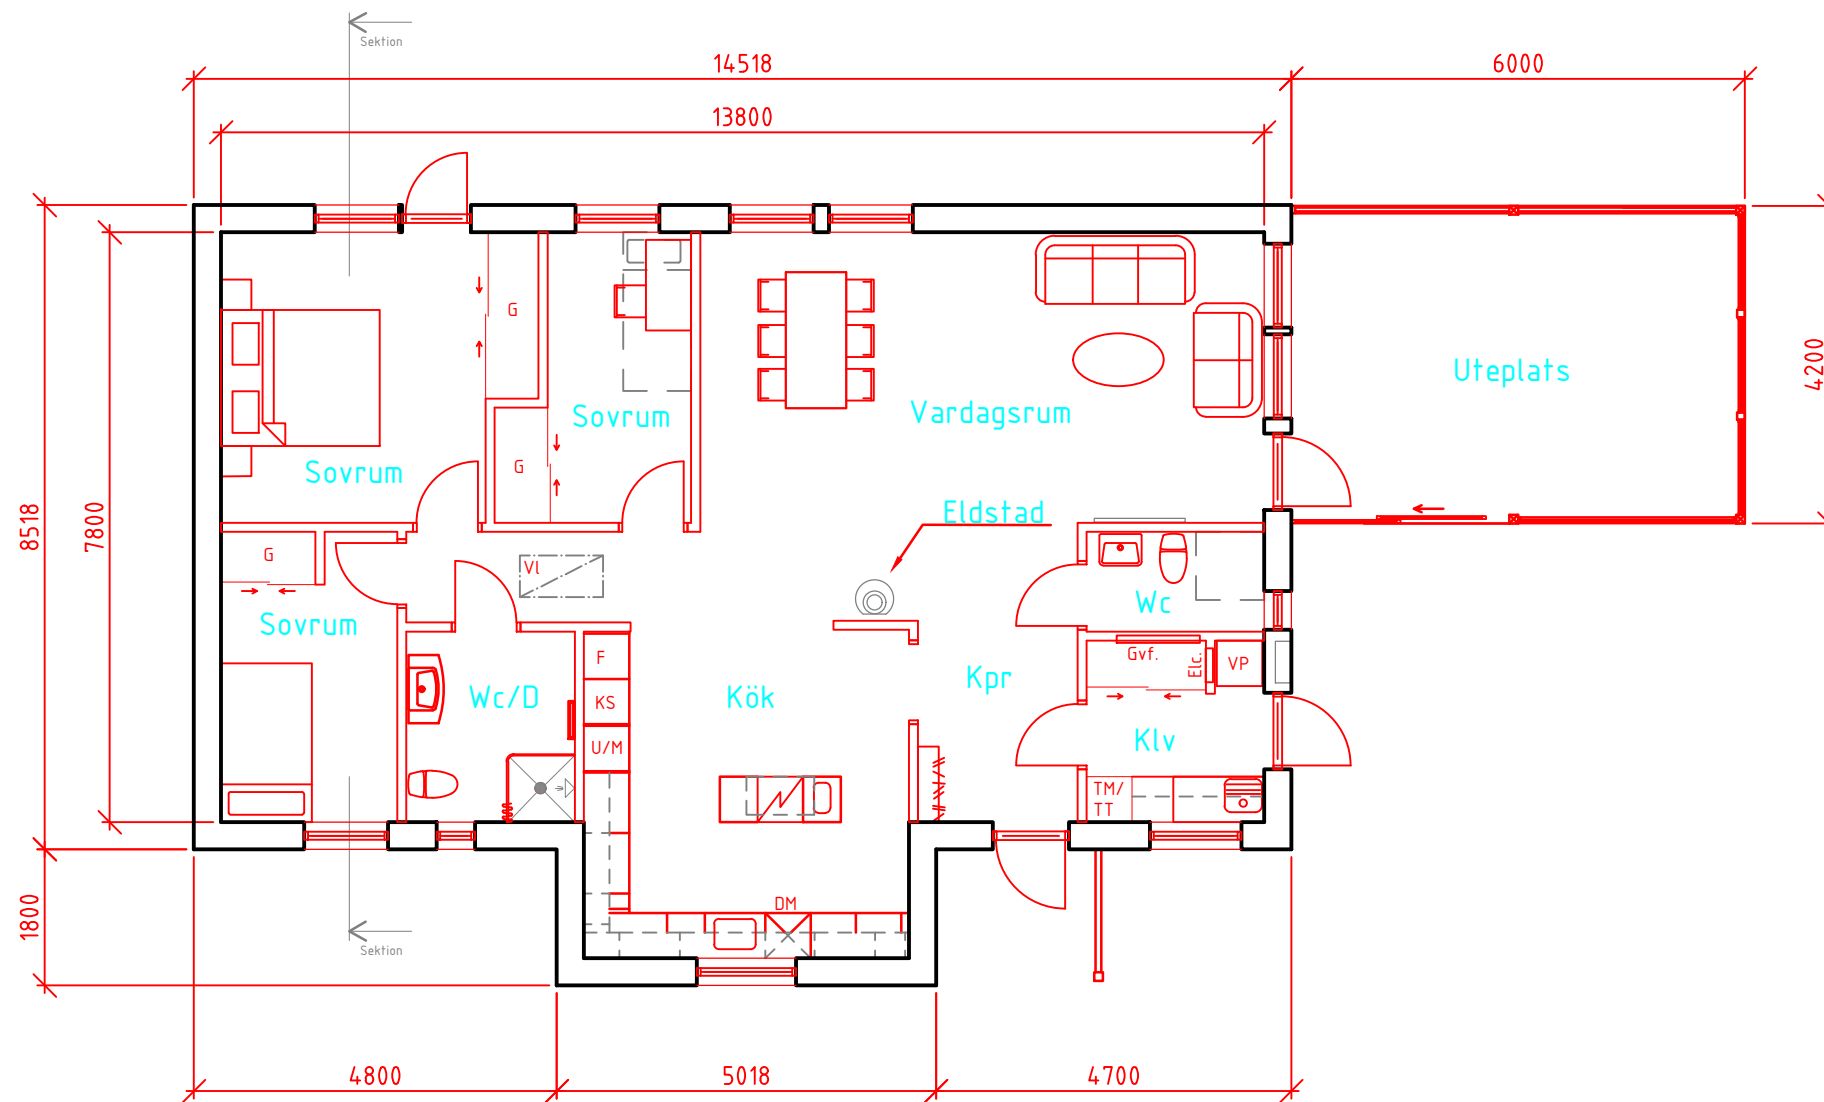 Sektion
14518
6000
13800
G
Uteplats
4200
Vardagsrum
Sovrum
Sovrum
G
Eldstad
8518
7800
G
Vl
Wc
Sovrum
F
Gvf.
Elc.
VP
Kpr
Wc/D
KS
Kök
U/M
Klv
TM/
TT
1800
DM
Sektion
4800
5018
4700